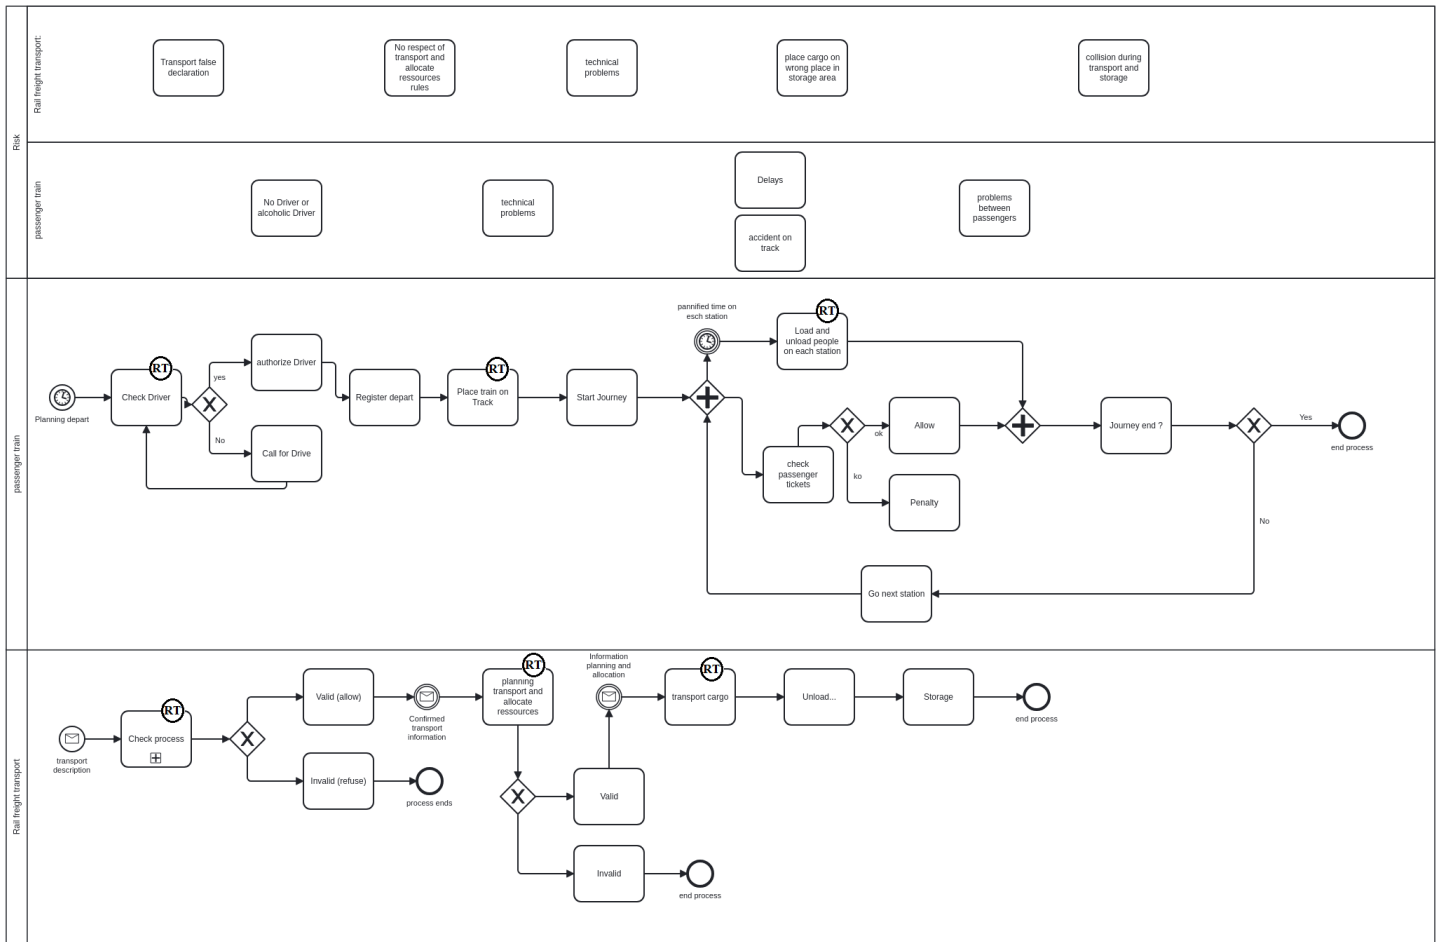 Risk
Rail freight transport:
Transport false
declaration
No respect of
transport and
allocate
ressources
rules
technical
problems
place cargo on
wrong place in
storage area
collision during
transport and
storage
passenger train
No Driver or
alcoholic Driver
technical
problems
Delays
accident on
track
problems
between
passengers
passenger train
Planning depart
RT
Check Driver
yes
No
authorize Driver
Call for Drive
Register depart
RT
Place train on
Track
Start Journey
pannified time on
esch station
RT
Load and
unload people
on each station
check
passenger
tickets
ok
ko
Allow
Penalty
Journey end ?
Yes
No
end process
Go next station
Rail freight transport
transport
description
RT
Check process
Valid (allow)
Invalid (refuse)
process ends
Confirmed
transport
information
RT
planning
transport and
allocate
ressources
Valid
Invalid
end process
Information
planning and
allocation
RT
transport cargo
Unload...
Storage
end process